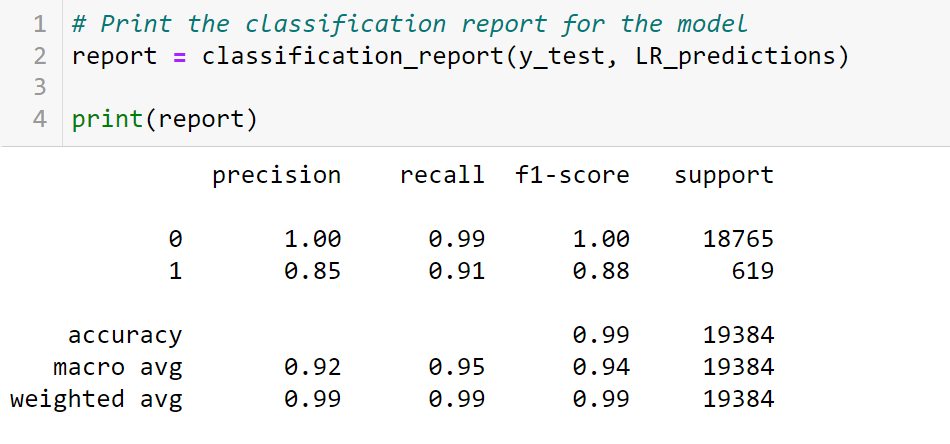 1 # Print the classification report for the model
2 report = classification_report(y_test, LR_predictions)
3
4 print(report)
precision recall f1-score support
0 1.00 0.99 1.00 18765
1 0.85 0.91 0.88 619
accuracy 0.99 19384
macro avg 0.92 0.95 0.94 19384
weighted avg 0.99 0.99 0.99 19384